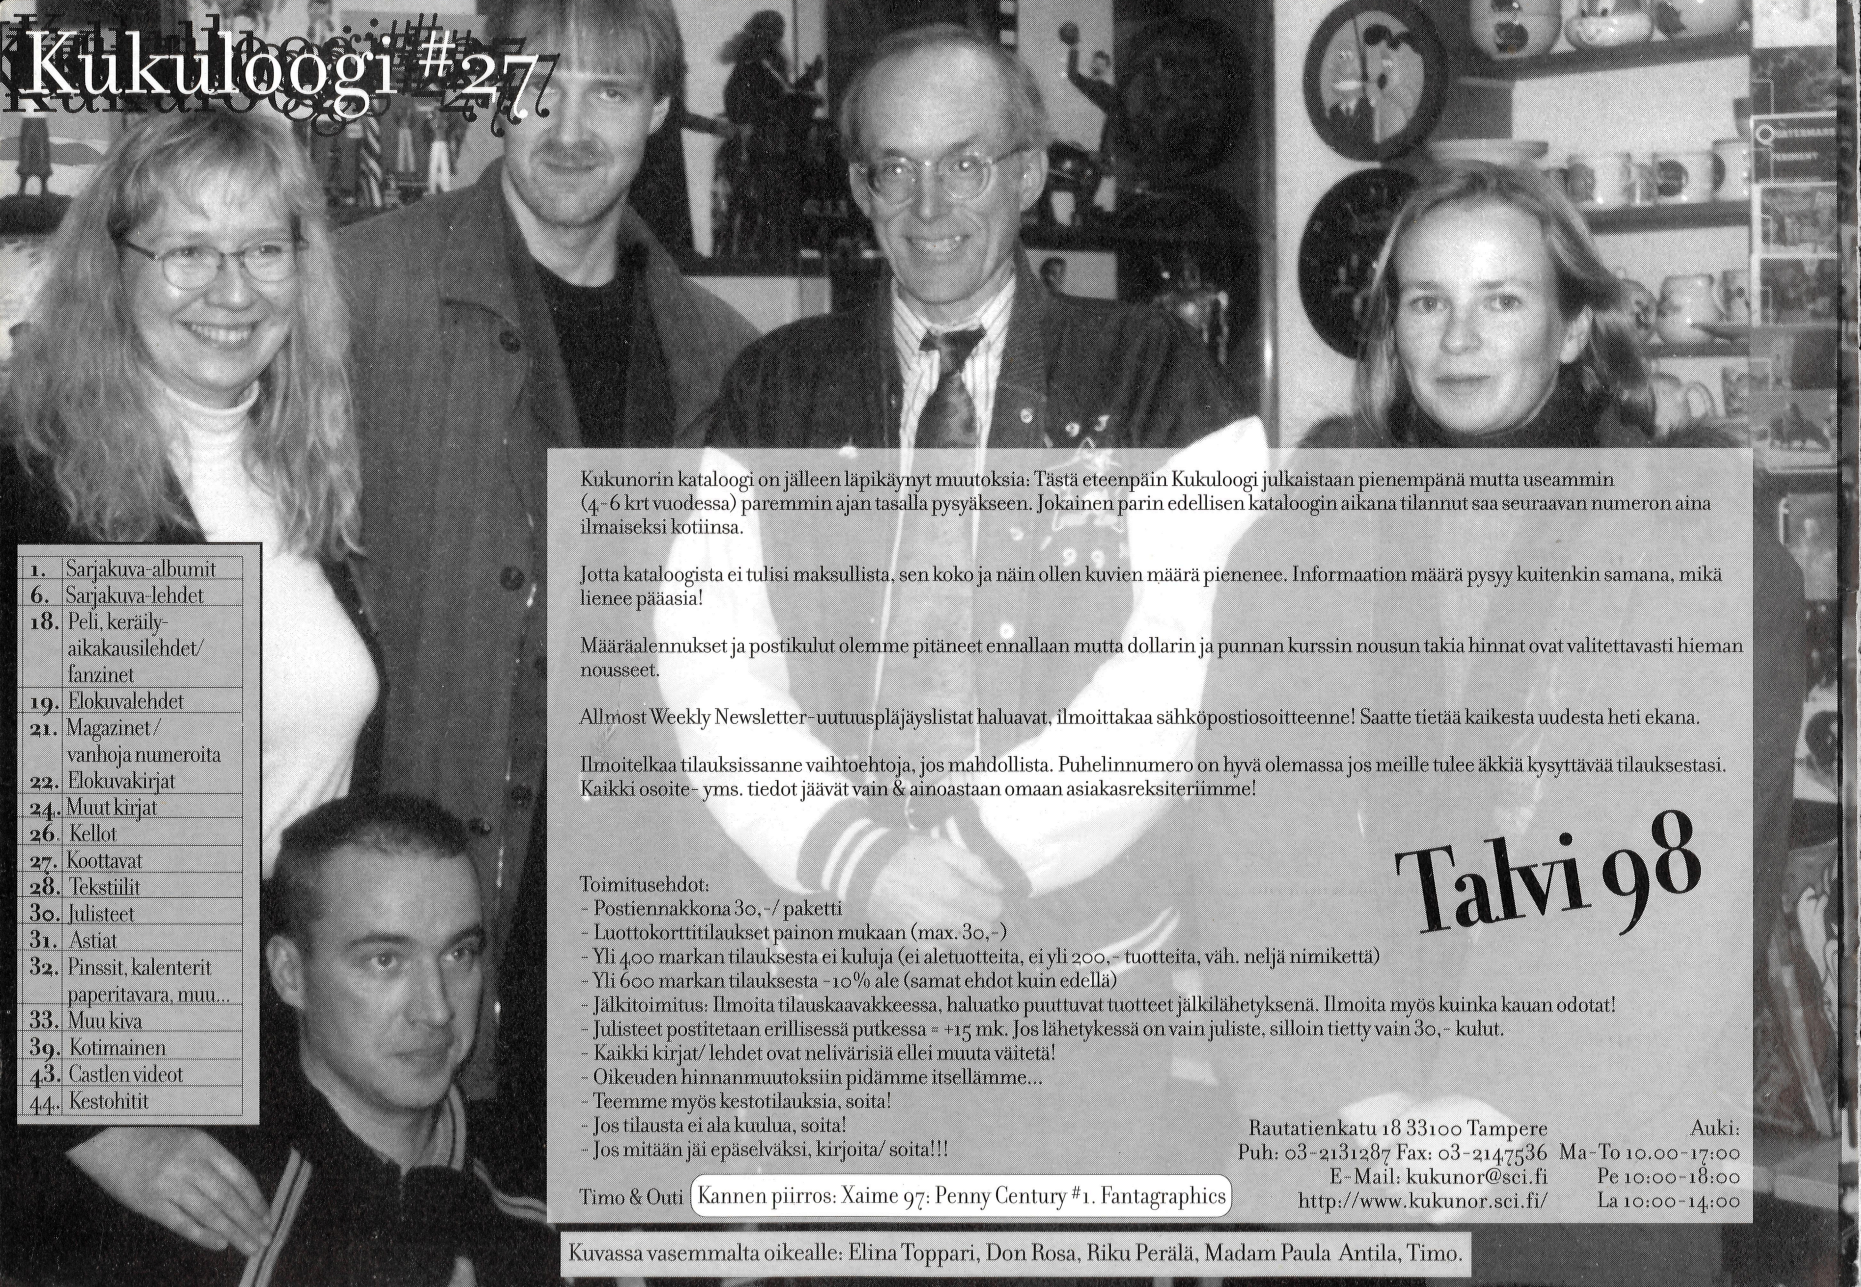 Kukuloogi #27
1. Sarjakuva-albumit
6. Sarjakuva-lehdet
18. Peli, keräily-
aikakausilehdet/
fanzinet
19. Elokuvalehdet
21. Magazinet/
vanhoja numeroita
22. Elokuvakirjat
24. Muut kirjat
26. Kellot
27. Koottavat
28. Tekstiilit
30. Julisteet
31. Astiat
32. Pinssit, kalenterit
paperitavara, muu...
33. Muu kiva
39. Kotimainen
43. Castlen videot
44. Kestohitit
Kukunorin kataloogi on jälleen läpikäynyt muutoksia: Tästä eteenpäin Kukuloogi julkaistaan pienempänä mutta useammin
(4-6 krt vuodessa) paremmin ajan tasalla pysyäkseen. Jokainen parin edellisen kataloogin aikana tilannut saa seuraavan numeron aina
ilmaiseksi kotiinsa.
Jotta kataloogista ei tulisi maksullista, sen koko ja näin ollen kuvien määrä pienenee. Informaation määrä pysyy kuitenkin samana, mikä
lienee pääasia!
Määräalennukset ja postikulut olemme pitäneet ennallaan mutta dollarin ja punnan kurssin nousun takia hinnat ovat valitettavasti hieman
nousseet.
Allmost Weekly Newsletter-uutuuspläjäyslistat haluavat, ilmoittakaa sähköpostiosoitteenne! Saatte tietää kaikesta uudesta heti ekana.
Ilmoitelkaa tilauksissanne vaihtoehtoja, jos mahdollista. Puhelinnumero on hyvä olemassa jos meille tulee äkkiä kysyttävää tilauksestasi.
Kaikki osoite- yms. tiedot jäävät vain & ainoastaan omaan asiakasreksiteriimme!
Talvi 98
Toimitusehdot:
- Postiennakkona 30,-/ paketti
- Luottokorttitilaukset painon mukaan (max. 30,-)
- Yli 400 markan tilauksesta ei kuluja (ei aletuotteita, ei yli 200,- tuotteita, väh. neljä nimikettä)
- Yli 600 markan tilauksesta -10% ale (samat ehdot kuin edellä)
- Jälkitoimitus: Ilmoita tilauskaavakkeessa, haluatko puuttuvat tuotteet jälkilähetyksenä. Ilmoita myös kuinka kauan odotat!
- Julisteet postitetaan erillisessä putkessa = +15 mk. Jos lähetykessä on vain juliste, silloin tietty vain 30,- kulut.
- Kaikki kirjat/ lehdet ovat nelivärisiä ellei muuta väitetä!
- Oikeuden hinnanmuutoksiin pidämme itsellämme...
- Teemme myös kestotilauksia, soita!
- Jos tilausta ei ala kuulua, soita!
- Jos mitään jäi epäselväksi, kirjoita/ soita!!!
Timo & Outi
Kannen piirros: Xaime 97: Penny Century #1. Fantagraphics
Rautatienkatu 18 33100 Tampere
Puh: 03-2131287 Fax: 03-2147536
E-Mail: kukunor@sci.fi
http://www.kukunor.sci.fi/
Auki:
Ma-To 10.00-17:00
Pe 10:00-18:00
La 10:00-14:00
Kuvassa vasemmalta oikealle: Elina Toppari, Don Rosa, Riku Perälä, Madam Paula Antila, Timo.